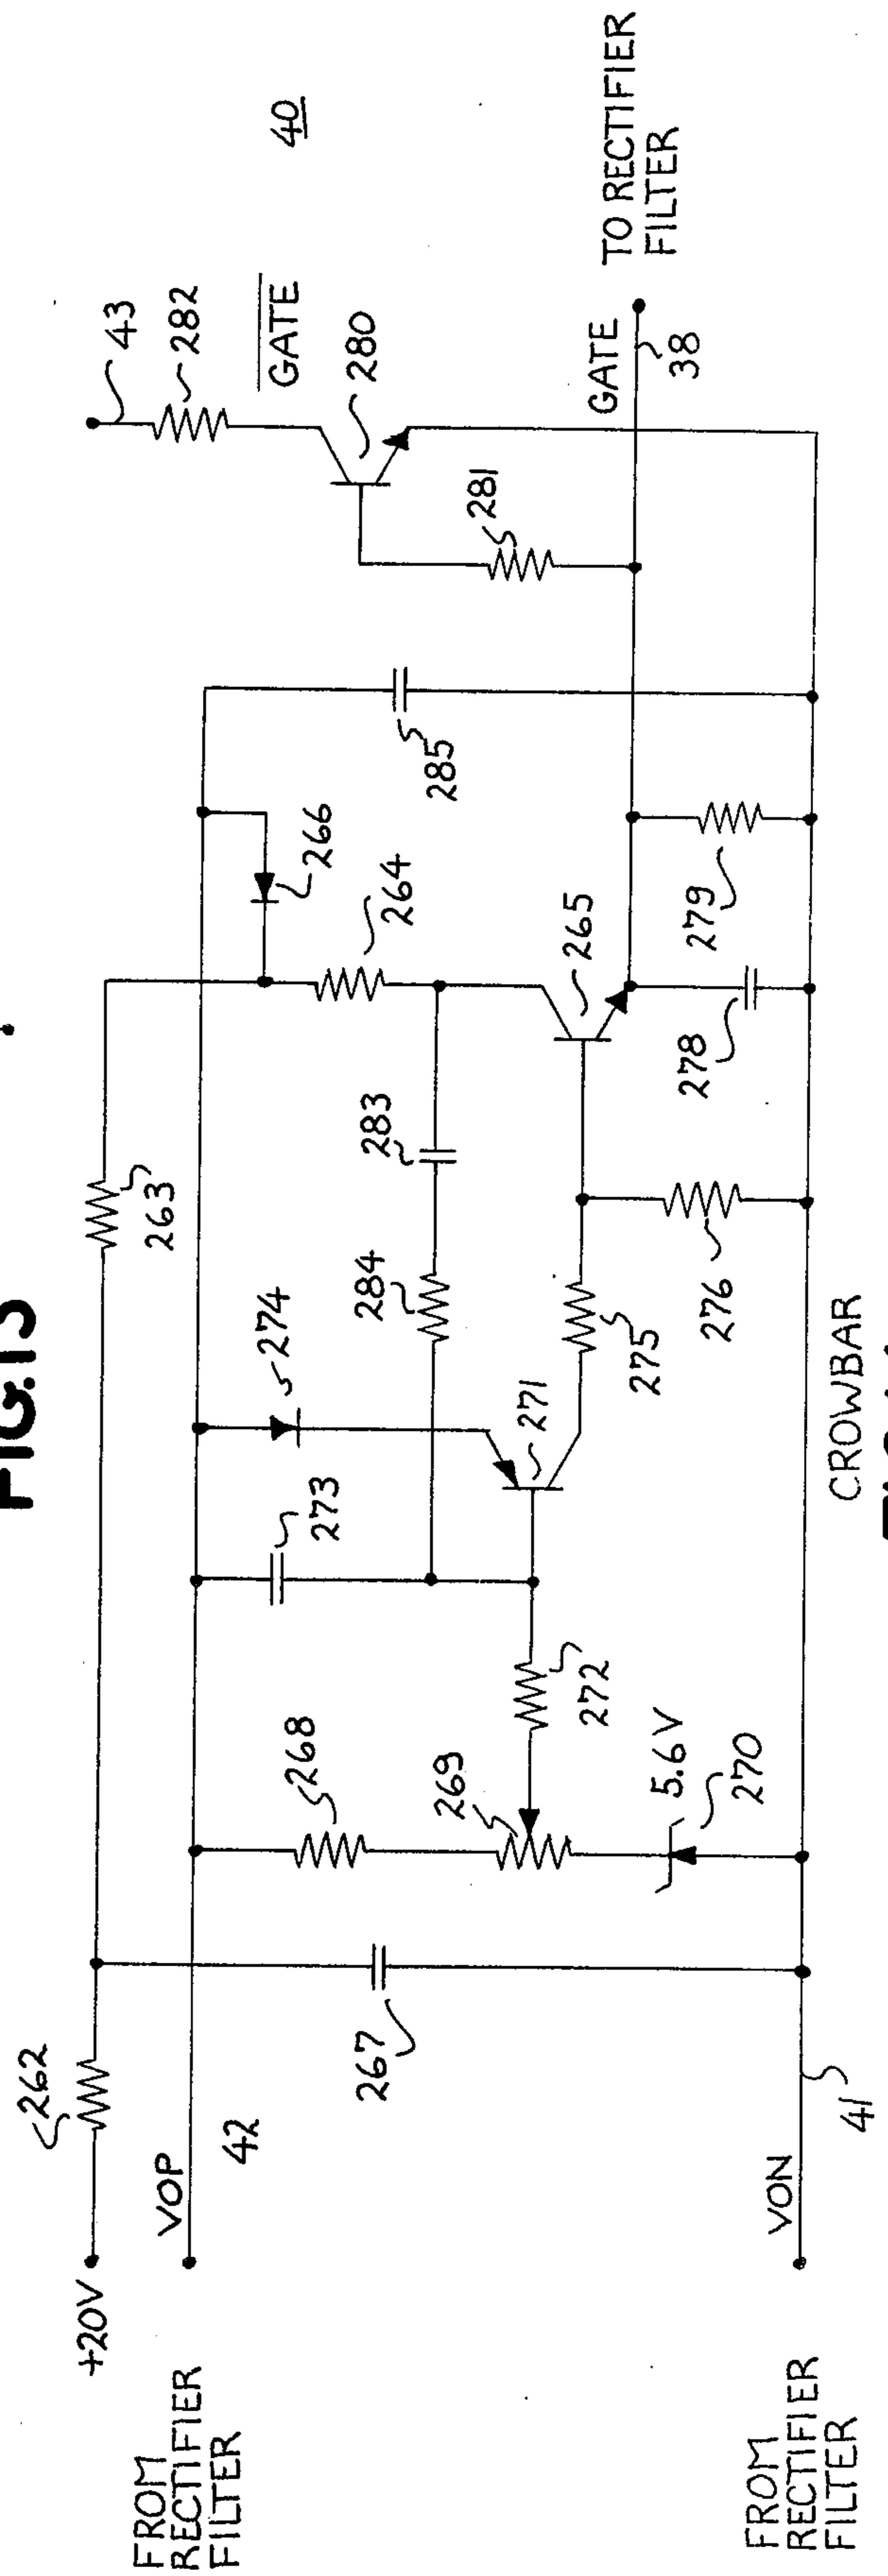 FIG.13
40
+20V
262
263
43
282
GATE
280
VOP
42
FROM
RECTIFIER
FILTER
267
268
269
5.6V
270
272
273
274
271
284
283
275
276
266
264
265
278
279
285
281
GATE
38
TO RECTIFIER
FILTER
VON
41
FROM
RECTIFIER
FILTER
CROWBAR